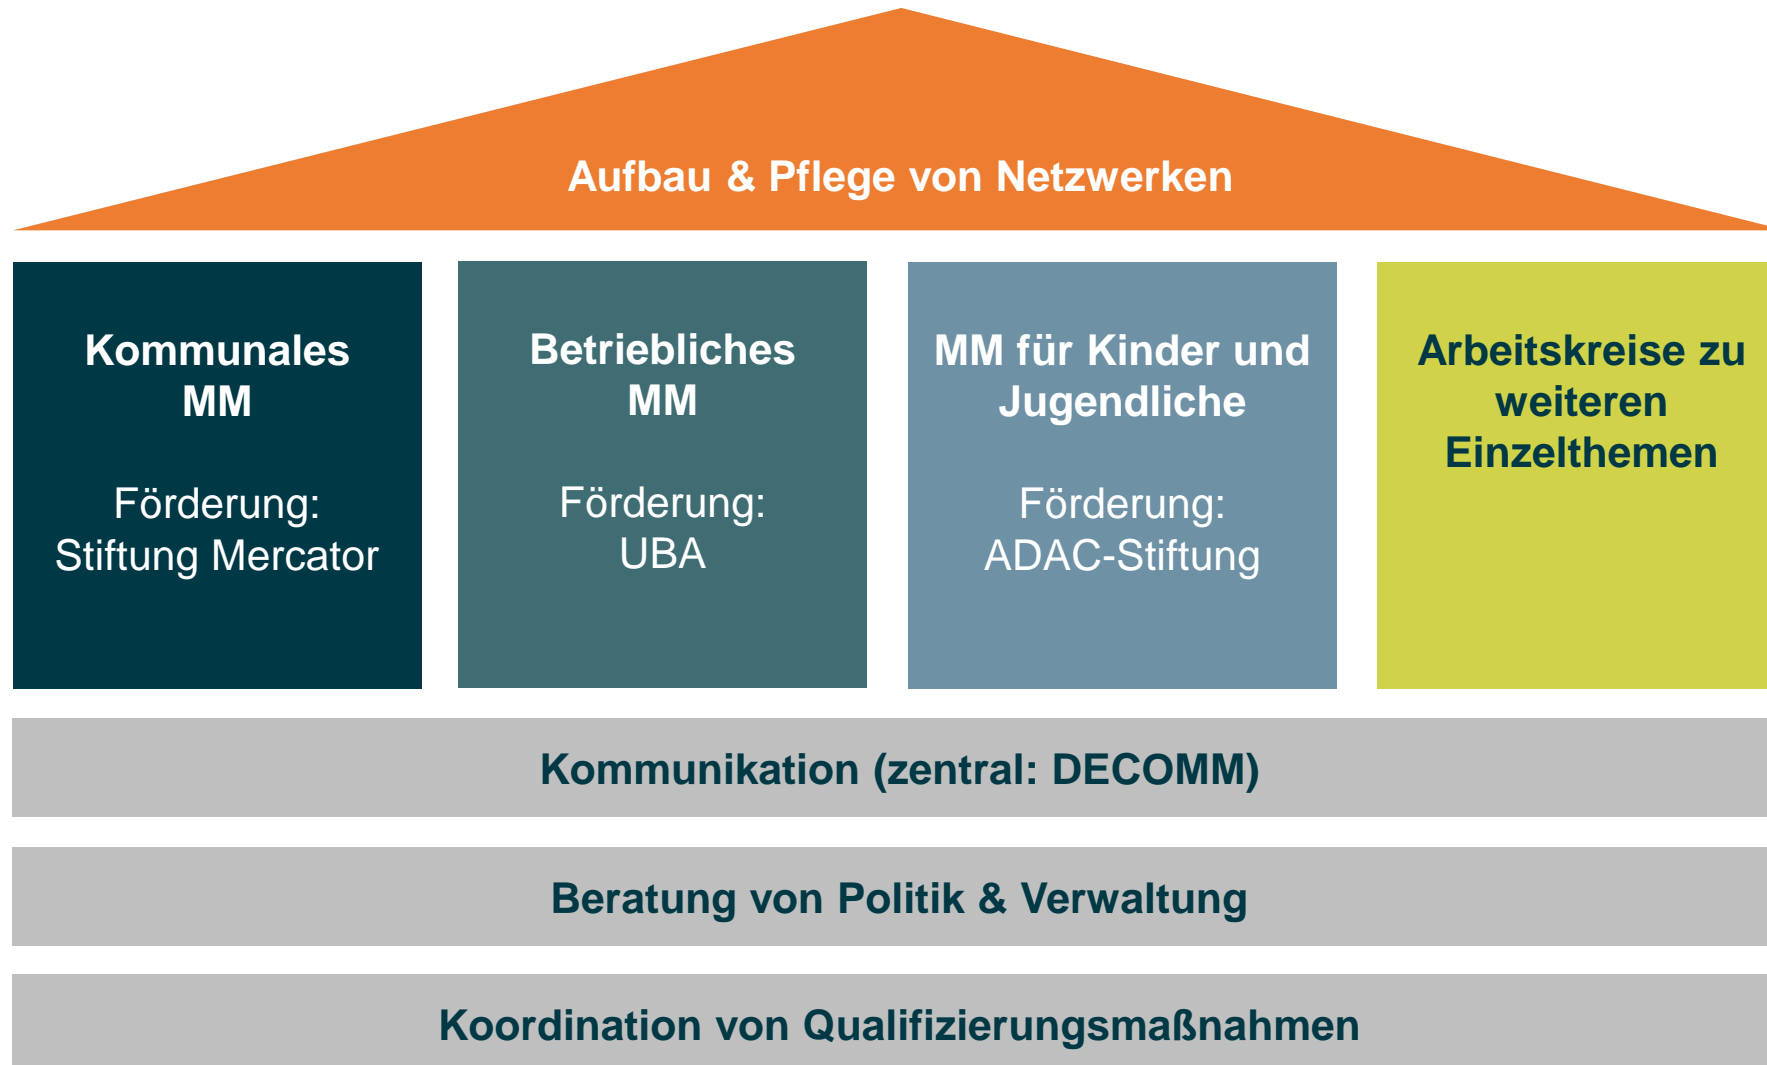 Aufbau & Pflege von Netzwerken
Kommunales
MM
Förderung:
Stiftung Mercator
Betriebliches
MM
Förderung:
UBA
MM für Kinder und
Jugendliche
Förderung:
ADAC-Stiftung
Arbeitskreise zu
weiteren
Einzelthemen
Kommunikation (zentral: DECOMM)
Beratung von Politik & Verwaltung
Koordination von Qualifizierungsmaßnahmen